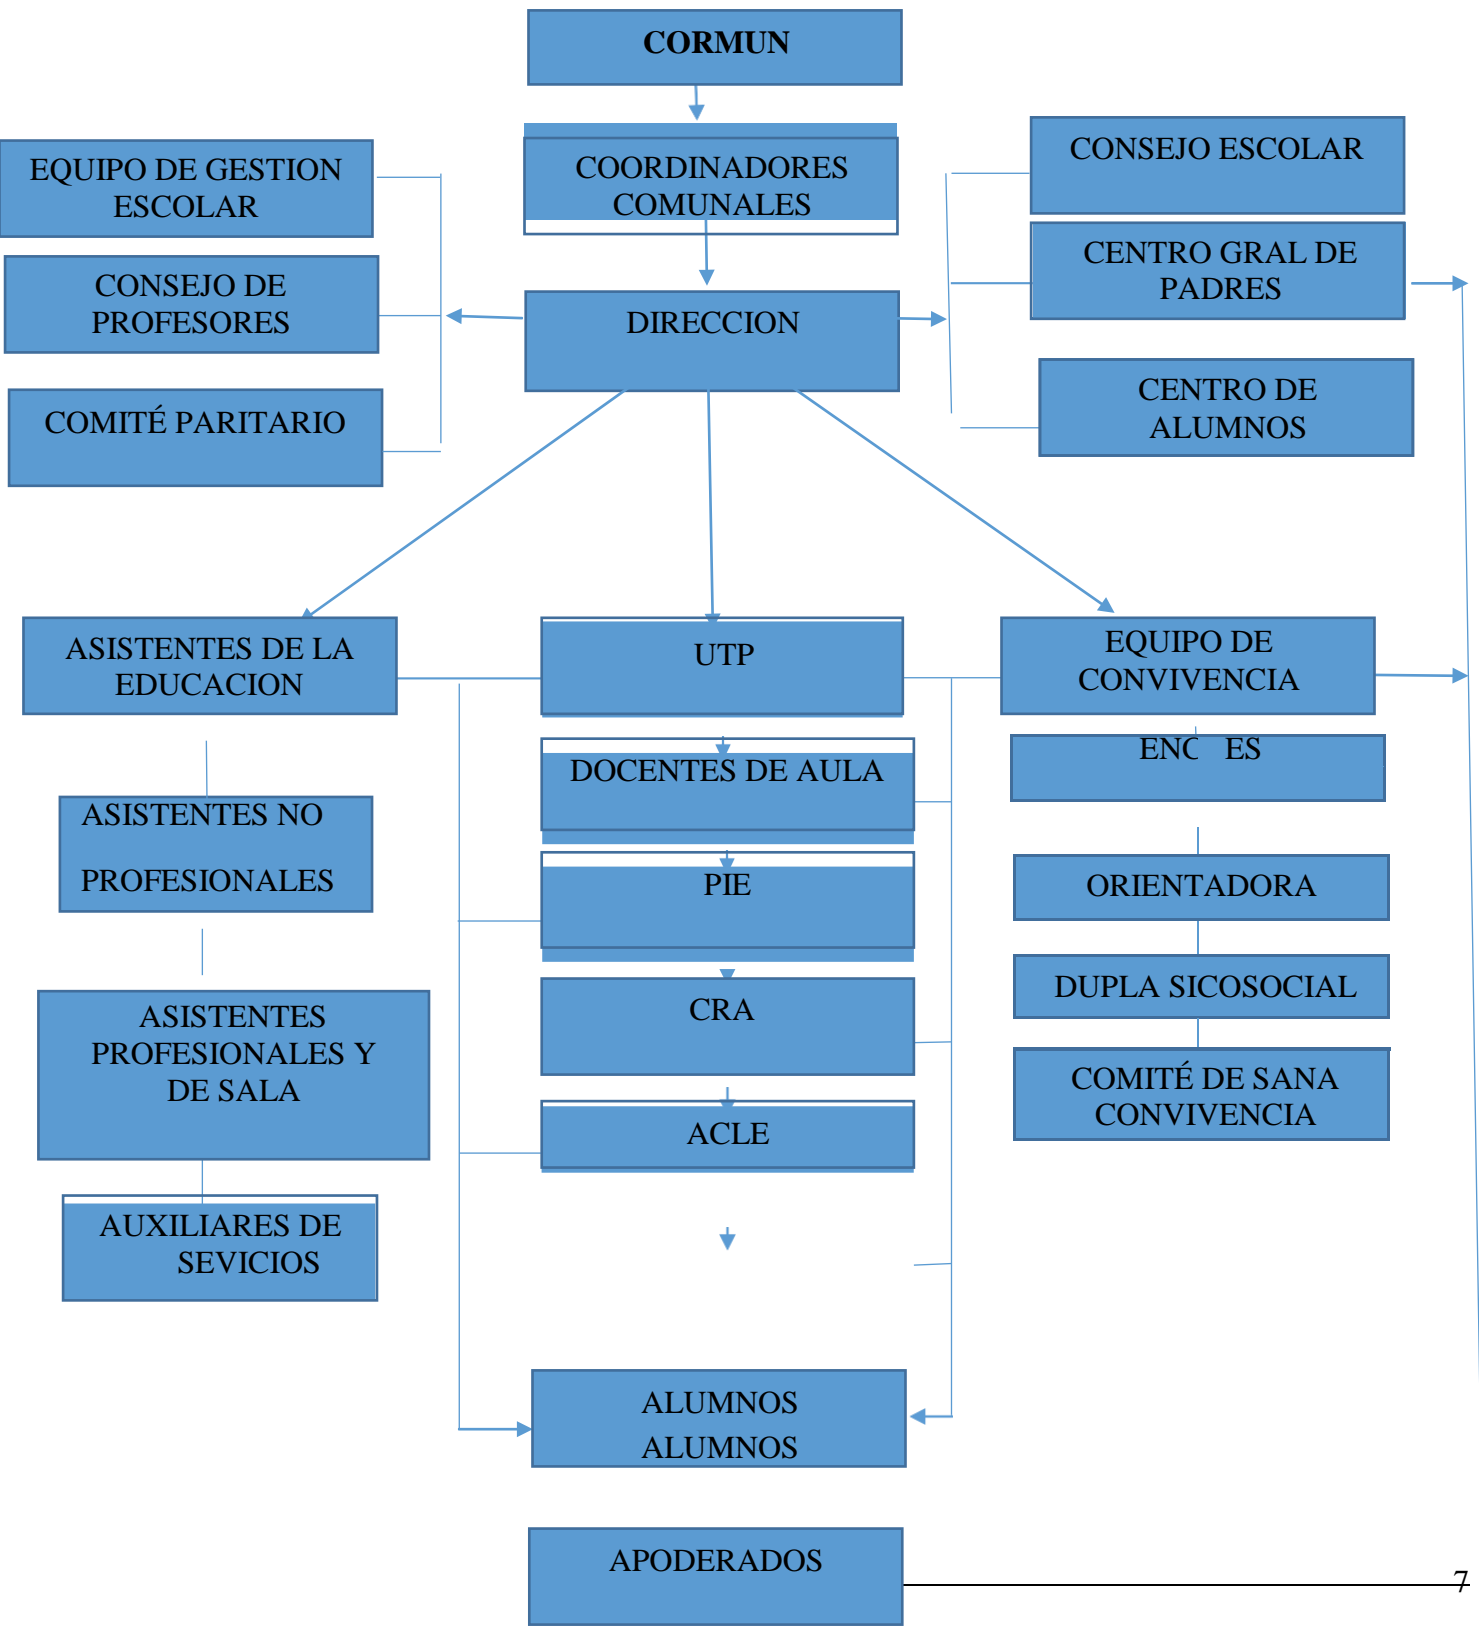 CORMUN
COORDINADORES
COMUNALES
EQUIPO DE GESTION
ESCOLAR
CONSEJO ESCOLAR
CENTRO GRAL DE
PADRES
CONSEJO DE
PROFESORES
DIRECCION
COMITÉ PARITARIO
CENTRO DE
ALUMNOS
ASISTENTES DE LA
EDUCACION
UTP
EQUIPO DE
CONVIVENCIA
DOCENTES DE AULA
ASISTENTES NO
PROFESIONALES
PIE
ORIENTADORA
DUPLA SICOSOCIAL
ASISTENTES
PROFESIONALES Y
DE SALA
CRA
COMITÉ DE SANA
CONVIVENCIA
ACLE
AUXILIARES DE
SEVICIOS
ALUMNOS
ALUMNOS
APODERADOS
7